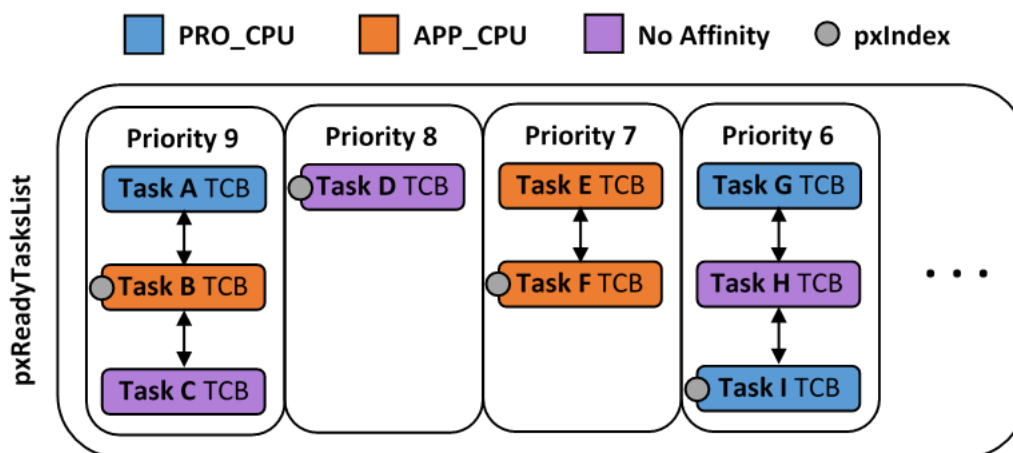 PRO_CPU APP_CPU No Affinity pxIndex
pxReadyTasksList
Priority 9 Priority 8 Priority 7 Priority 6
Task A TCB Task D TCB Task E TCB Task G TCB
Task B TCB Task F TCB Task H TCB
Task C TCB Task I TCB
...